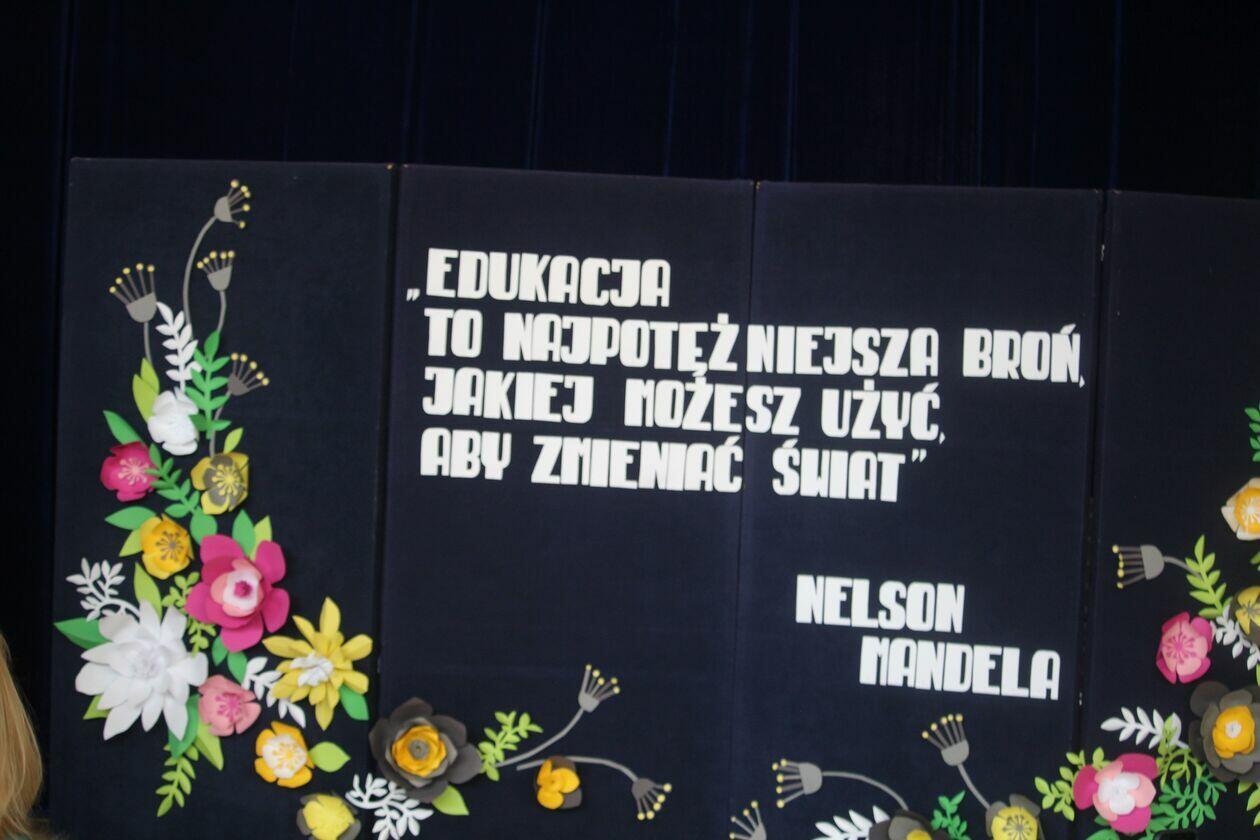 „EDUKACJA
TO NAJPOTĘŻNIEJSZA BROŃ,
JAKIEJ MOŻESZ UŻYĆ,
ABY ZMIENIAĆ ŚWIAT”
NELSON
MANDELA